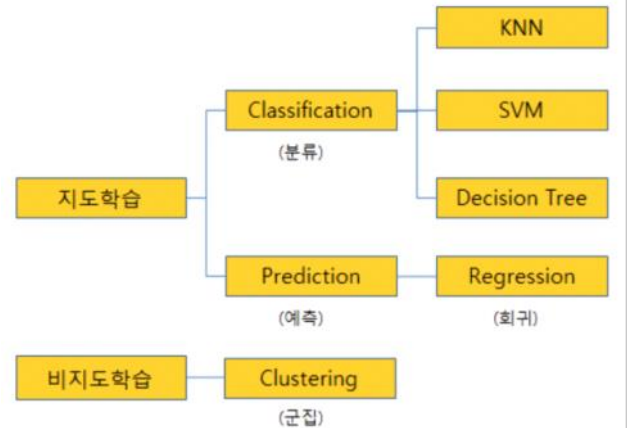 KNN
Classification
(분류)
SVM
지도학습
Decision Tree
Prediction
(예측)
Regression
(회귀)
비지도학습
Clustering
(군집)